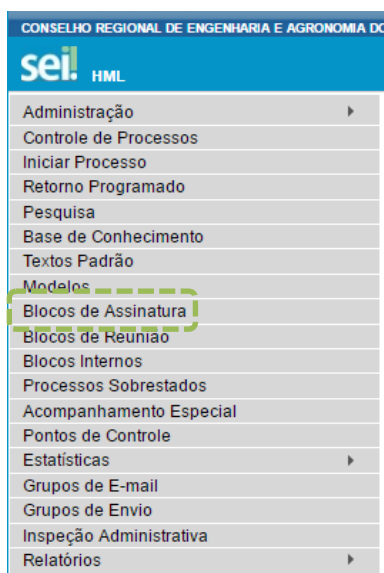 CONSELHO REGIONAL DE ENGENHARIA E AGRONOMIA DO
sei! HML
Administração
Controle de Processos
Iniciar Processo
Retorno Programado
Pesquisa
Base de Conhecimento
Textos Padrão
Modelos
Blocos de Assinatura
Blocos de Reunião
Blocos Internos
Processos Sobrestados
Acompanhamento Especial
Pontos de Controle
Estatísticas
Grupos de E-mail
Grupos de Envio
Inspeção Administrativa
Relatórios